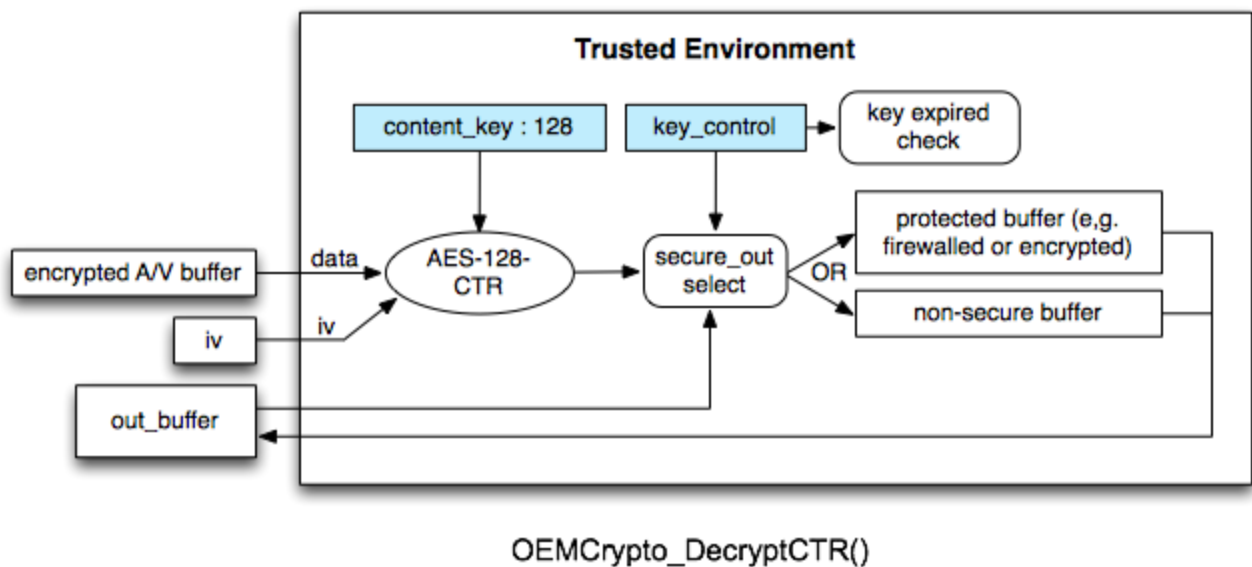 Trusted Environment
content_key : 128
key_control
key expired
check
encrypted A/V buffer
data
AES-128-
CTR
secure_out
select
OR
protected buffer (e,g.
firewalled or encrypted)
non-secure buffer
iv
iv
out_buffer
OEMCrypto_DecryptCTR()